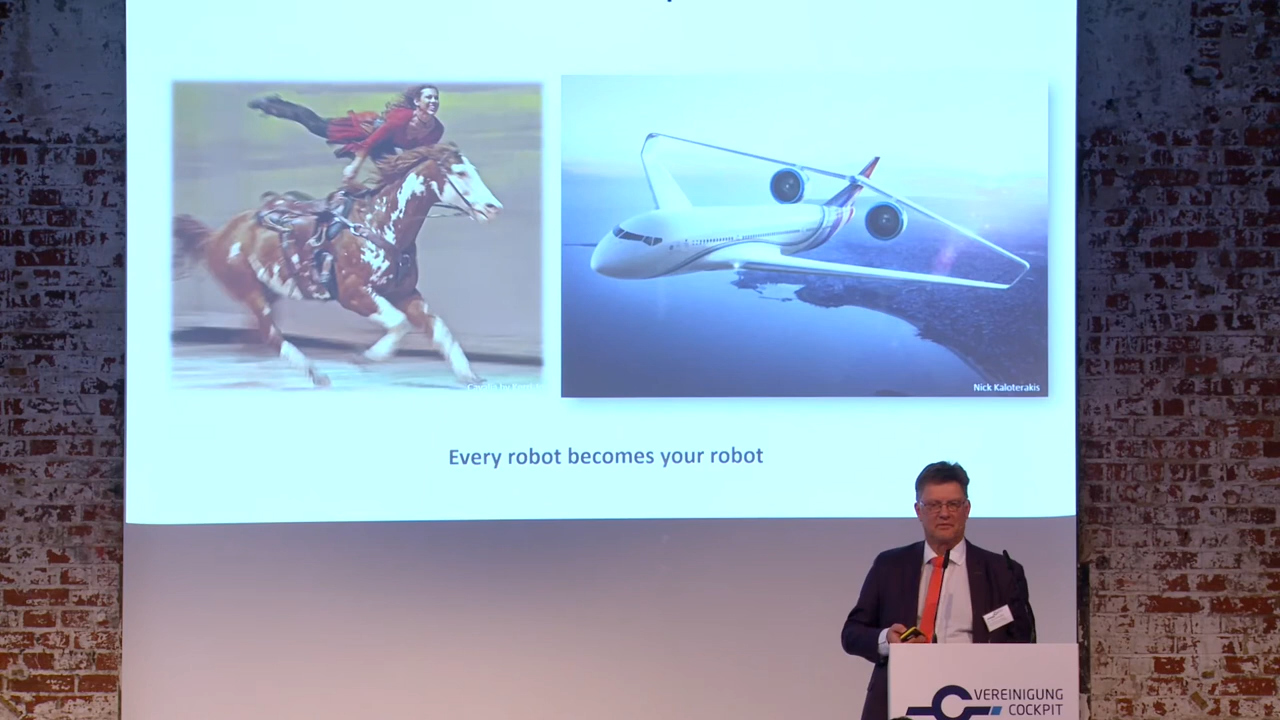 Nick Kaloterakis
Every robot becomes your robot
VEREINIGUNG
COCKPIT